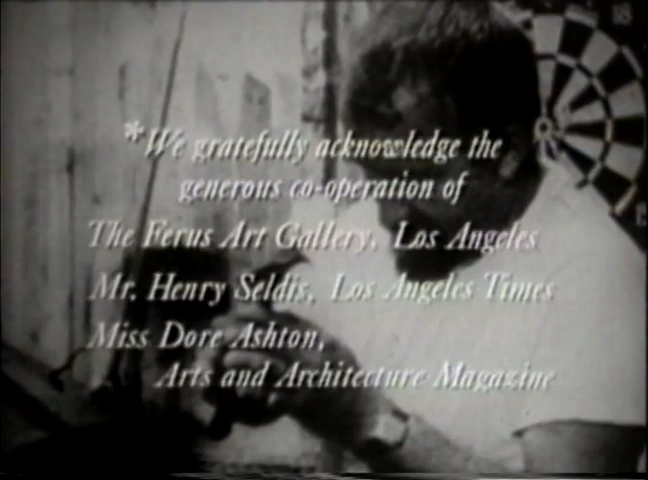 *We gratefully acknowledge the
generous co-operation of
The Ferus Art Gallery, Los Angeles
Mr. Henry Seldis, Los Angeles Times
Miss Dore Ashton,
Arts and Architecture Magazine
18